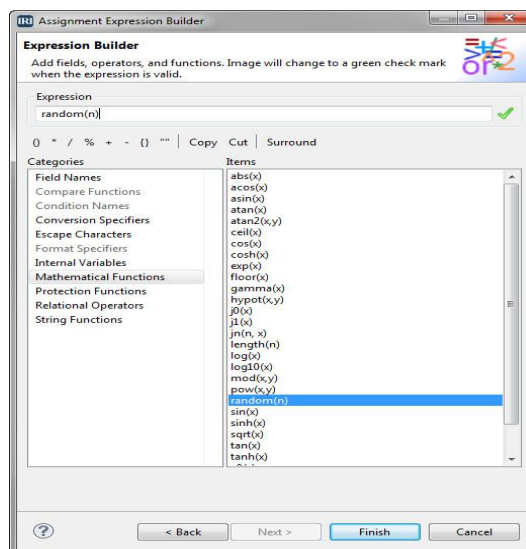 IRI Assignment Expression Builder
Expression Builder
Add fields, operators, and functions. Image will change to a green check mark
when the expression is valid.
Expression
random(n)
() * / % + - {} "" | Copy Cut | Surround
Categories
Field Names
Compare Functions
Condition Names
Conversion Specifiers
Escape Characters
Format Specifiers
Internal Variables
Mathematical Functions
Protection Functions
Relational Operators
String Functions
Items
abs(x)
acos(x)
asin(x)
atan(x)
atan2(x,y)
ceil(x)
cos(x)
cosh(x)
exp(x)
floor(x)
gamma(x)
hypot(x,y)
j0(x)
j1(x)
jn(n, x)
length(n)
log(x)
log10(x)
mod(x,y)
pow(x,y)
random(n)
sin(x)
sinh(x)
sqrt(x)
tan(x)
tanh(x)
? < Back Next > Finish Cancel